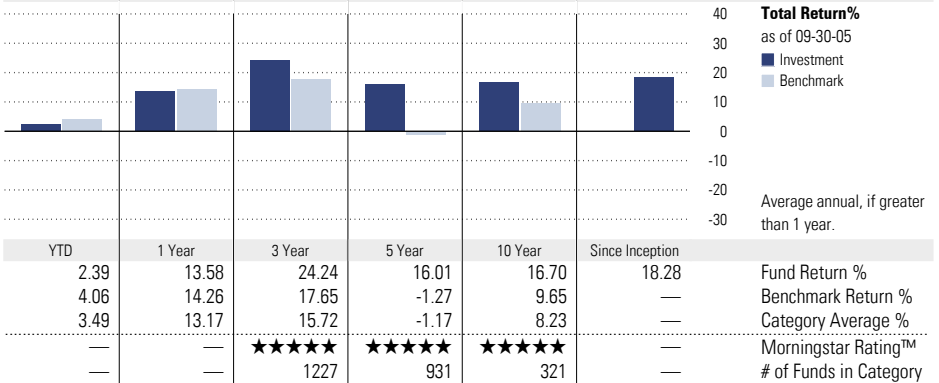 40
30
20
10
0
-10
-20
-30
Total Return%
as of 09-30-05
Investment
Benchmark
Average annual, if greater
than 1 year.
YTD 1 Year 3 Year 5 Year 10 Year Since Inception
2.39 13.58 24.24 16.01 16.70 18.28 Fund Return %
4.06 14.26 17.65 -1.27 9.65 — Benchmark Return %
3.49 13.17 15.72 -1.17 8.23 — Category Average %
— — ★★★★★ ★★★★★ ★★★★★ — Morningstar Rating™
— — 1227 931 321 — # of Funds in Category